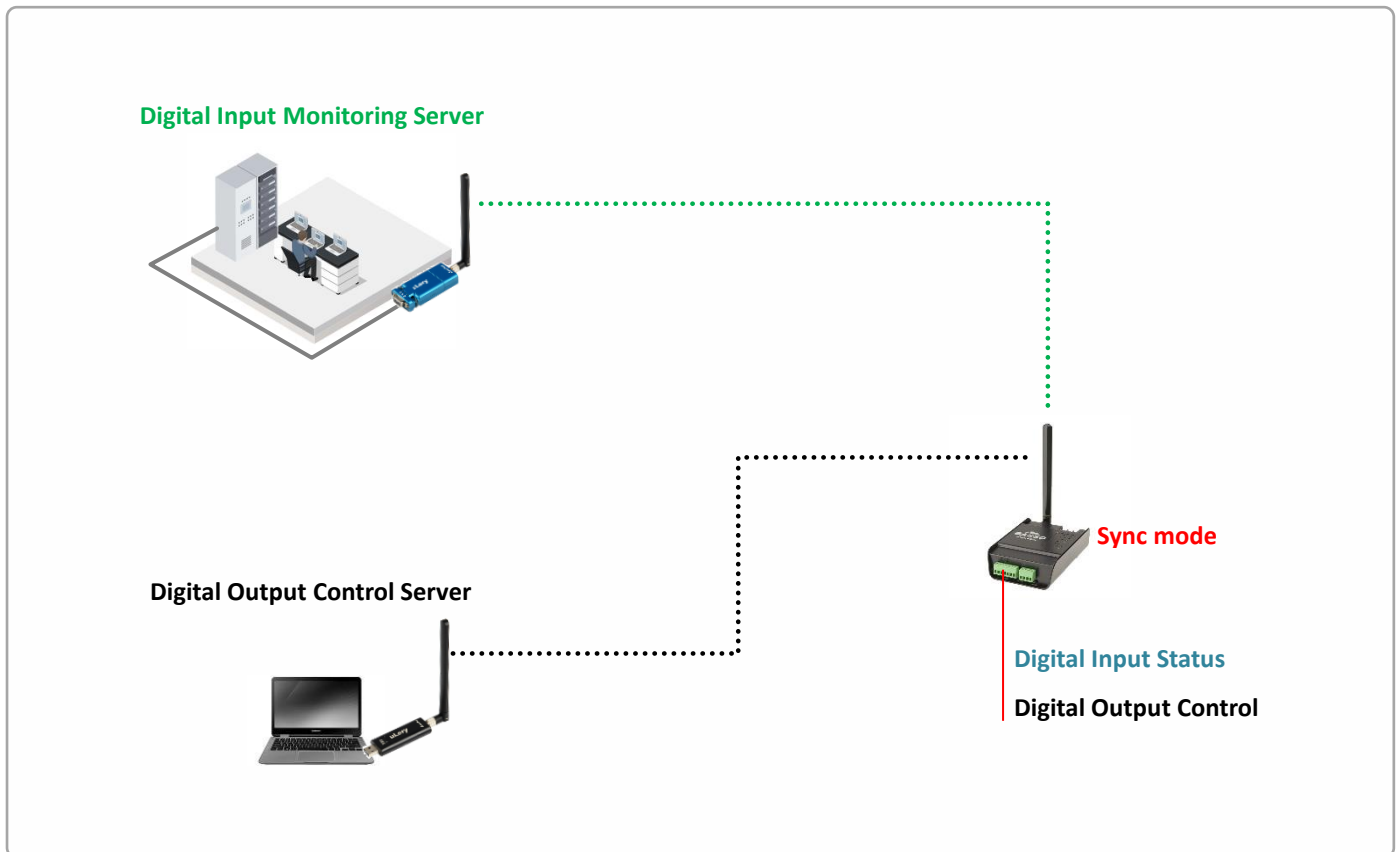 Digital Input Monitoring Server
Sync mode
Digital Output Control Server
Digital Input Status
Digital Output Control